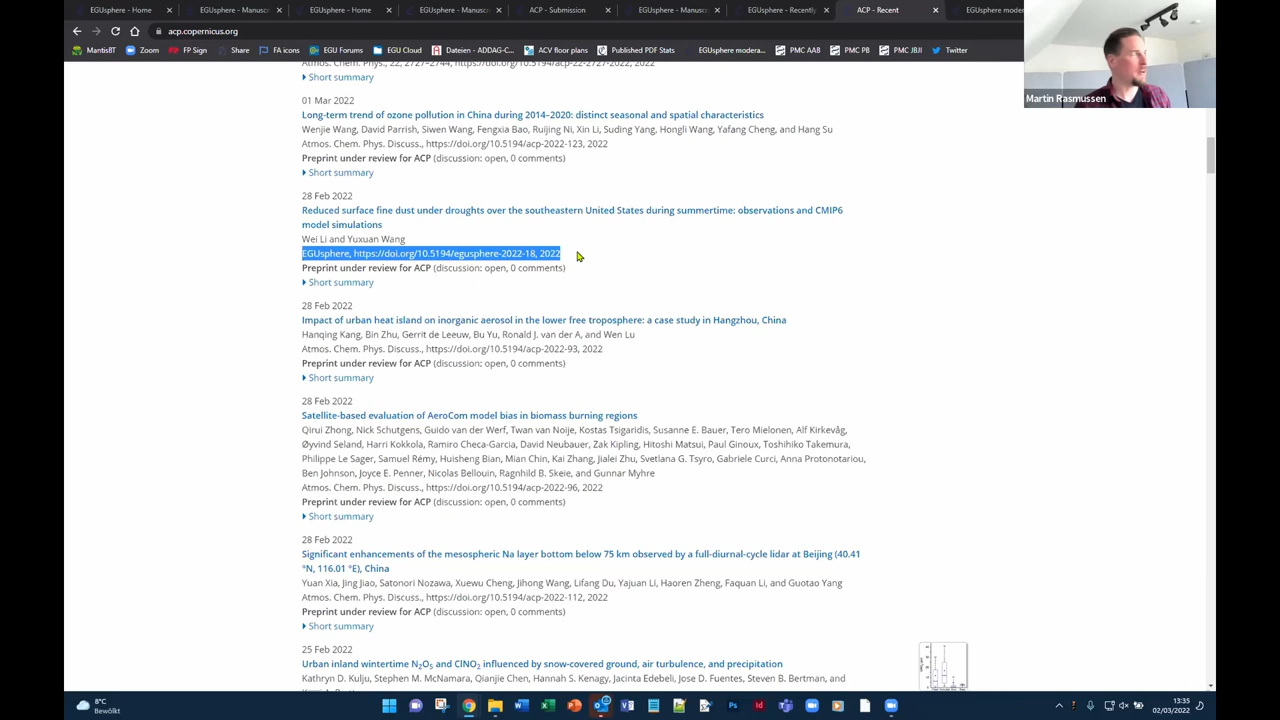 EGUsphere - Home
EGUsphere - Manuscr
EGUsphere - Home
EGUsphere - Manusc
ACP - Submission
EGUsphere - Manusc
EGUsphere - Recently
ACP - Recent
EGUsphere mode
acp.copernicus.org
MantisBT
Zoom
FP Sign
Share
FA icons
EGU Forums
EGU Cloud
Dateien - ADDAG-C...
ACV floor plans
Published PDF Stats
EGUsphere modera...
PMC AAB
PMC PB
PMC JBJI
Twitter
Martin Rasmussen
Atmos. Chem. Phys., 22, 2727–2744, https://doi.org/10.5194/acp-22-2727-2022, 2022
Short summary
01 Mar 2022
Long-term trend of ozone pollution in China during 2014–2020: distinct seasonal and spatial characteristics
Wenjie Wang, David Parrish, Siwen Wang, Fengxia Bao, Ruijing Ni, Xin Li, Suding Yang, Hongli Wang, Yafang Cheng, and Hang Su
Atmos. Chem. Phys. Discuss., https://doi.org/10.5194/acp-2022-123, 2022
Preprint under review for ACP (discussion: open, 0 comments)
Short summary
28 Feb 2022
Reduced surface fine dust under droughts over the southeastern United States during summertime: observations and CMIP6
model simulations
Wei Li and Yuxuan Wang
EGUsphere, https://doi.org/10.5194/egusphere-2022-18, 2022
Preprint under review for ACP (discussion: open, 0 comments)
Short summary
28 Feb 2022
Impact of urban heat island on inorganic aerosol in the lower free troposphere: a case study in Hangzhou, China
Hanqing Kang, Bin Zhu, Gerrit de Leeuw, Bu Yu, Ronald J. van der A, and Wen Lu
Atmos. Chem. Phys. Discuss., https://doi.org/10.5194/acp-2022-93, 2022
Preprint under review for ACP (discussion: open, 0 comments)
Short summary
28 Feb 2022
Satellite-based evaluation of AeroCom model bias in biomass burning regions
Qirui Zhong, Nick Schutgens, Guido van der Werf, Twan van Noije, Kostas Tsigaridis, Susanne E. Bauer, Tero Mielonen, Alf Kirkevåg,
Øyvind Seland, Harri Kokkola, Ramiro Checa-Garcia, David Neubauer, Zak Kipling, Hitoshi Matsui, Paul Ginoux, Toshihiko Takemura,
Philippe Le Sager, Samuel Rémy, Huisheng Bian, Mian Chin, Kai Zhang, Jialei Zhu, Svetlana G. Tsyro, Gabriele Curci, Anna Protonotariou,
Ben Johnson, Joyce E. Penner, Nicolas Bellouin, Ragnhild B. Skeie, and Gunnar Myhre
Atmos. Chem. Phys. Discuss., https://doi.org/10.5194/acp-2022-96, 2022
Preprint under review for ACP (discussion: open, 0 comments)
Short summary
28 Feb 2022
Significant enhancements of the mesospheric Na layer bottom below 75 km observed by a full-diurnal-cycle lidar at Beijing (40.41
°N, 116.01 °E), China
Yuan Xia, Jing Jiao, Satonori Nozawa, Xuewu Cheng, Jihong Wang, Lifang Du, Yajuan Li, Haoren Zheng, Faquan Li, and Guotao Yang
Atmos. Chem. Phys. Discuss., https://doi.org/10.5194/acp-2022-112, 2022
Preprint under review for ACP (discussion: open, 0 comments)
Short summary
25 Feb 2022
Urban inland wintertime N₂O₅ and ClNO₂ influenced by snow-covered ground, air turbulence, and precipitation
Kathryn D. Kulju, Stephen M. McNamara, Qianjie Chen, Hannah S. Kenagy, Jacinta Edebeli, Jose D. Fuentes, Steven B. Bertman, and
8°C
Bewölkt
13:35
02/03/2022